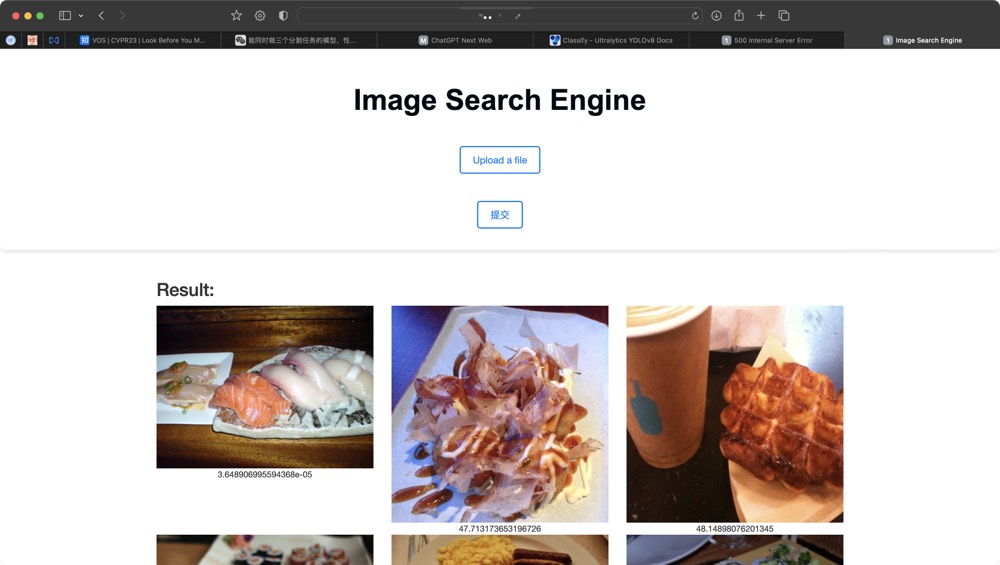 VOS | CVPR23 | Look Before You M...
能同时做三个分割任务的模型，性...
M ChatGPT Next Web
Classify - Ultralytics YOLOv8 Docs
1 500 Internal Server Error
1 Image Search Engine
Image Search Engine
Upload a file
提交
Result:
3.648906995594368e-05
47.713173653196726
48.14898076201345